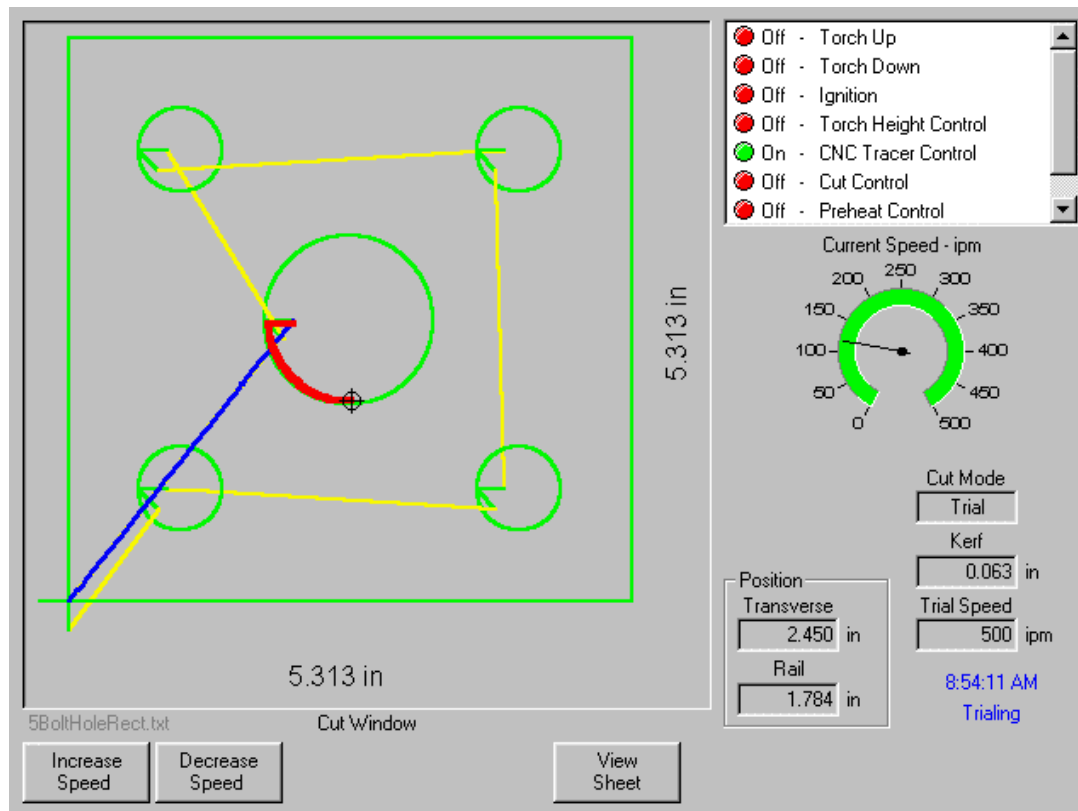 Off - Torch Up
Off - Torch Down
Off - Ignition
Off - Torch Height Control
On - CNC Tracer Control
Off - Cut Control
Off - Preheat Control
Current Speed - ipm
0
50
100
150
200
250
300
350
400
450
500
5.313 in
5.313 in
Cut Mode
Trial
Kerf
0.063 in
Trial Speed
500 ipm
Position
Transverse
2.450 in
Rail
1.784 in
8:54:11 AM
Trialing
5BoltHoleRect.txt
Cut Window
Increase
Speed
Decrease
Speed
View
Sheet